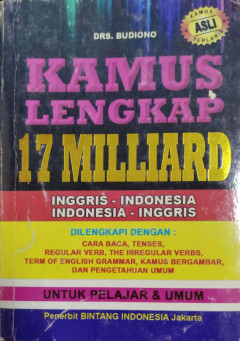 DRS. BUDIONO
KAMUS
ASLI
TERLARIS
KAMUS
LENGKAP
17 MILLIARD
INGGRIS - INDONESIA
INDONESIA - INGGRIS
DILENGKAPI DENGAN :
CARA BACA, TENSES,
REGULAR VERB, THE IRREGULAR VERBS,
TERM OF ENGLISH GRAMMAR, KAMUS BERGAMBAR,
DAN PENGETAHUAN UMUM
UNTUK PELAJAR & UMUM
Penerbit BINTANG INDONESIA Jakarta